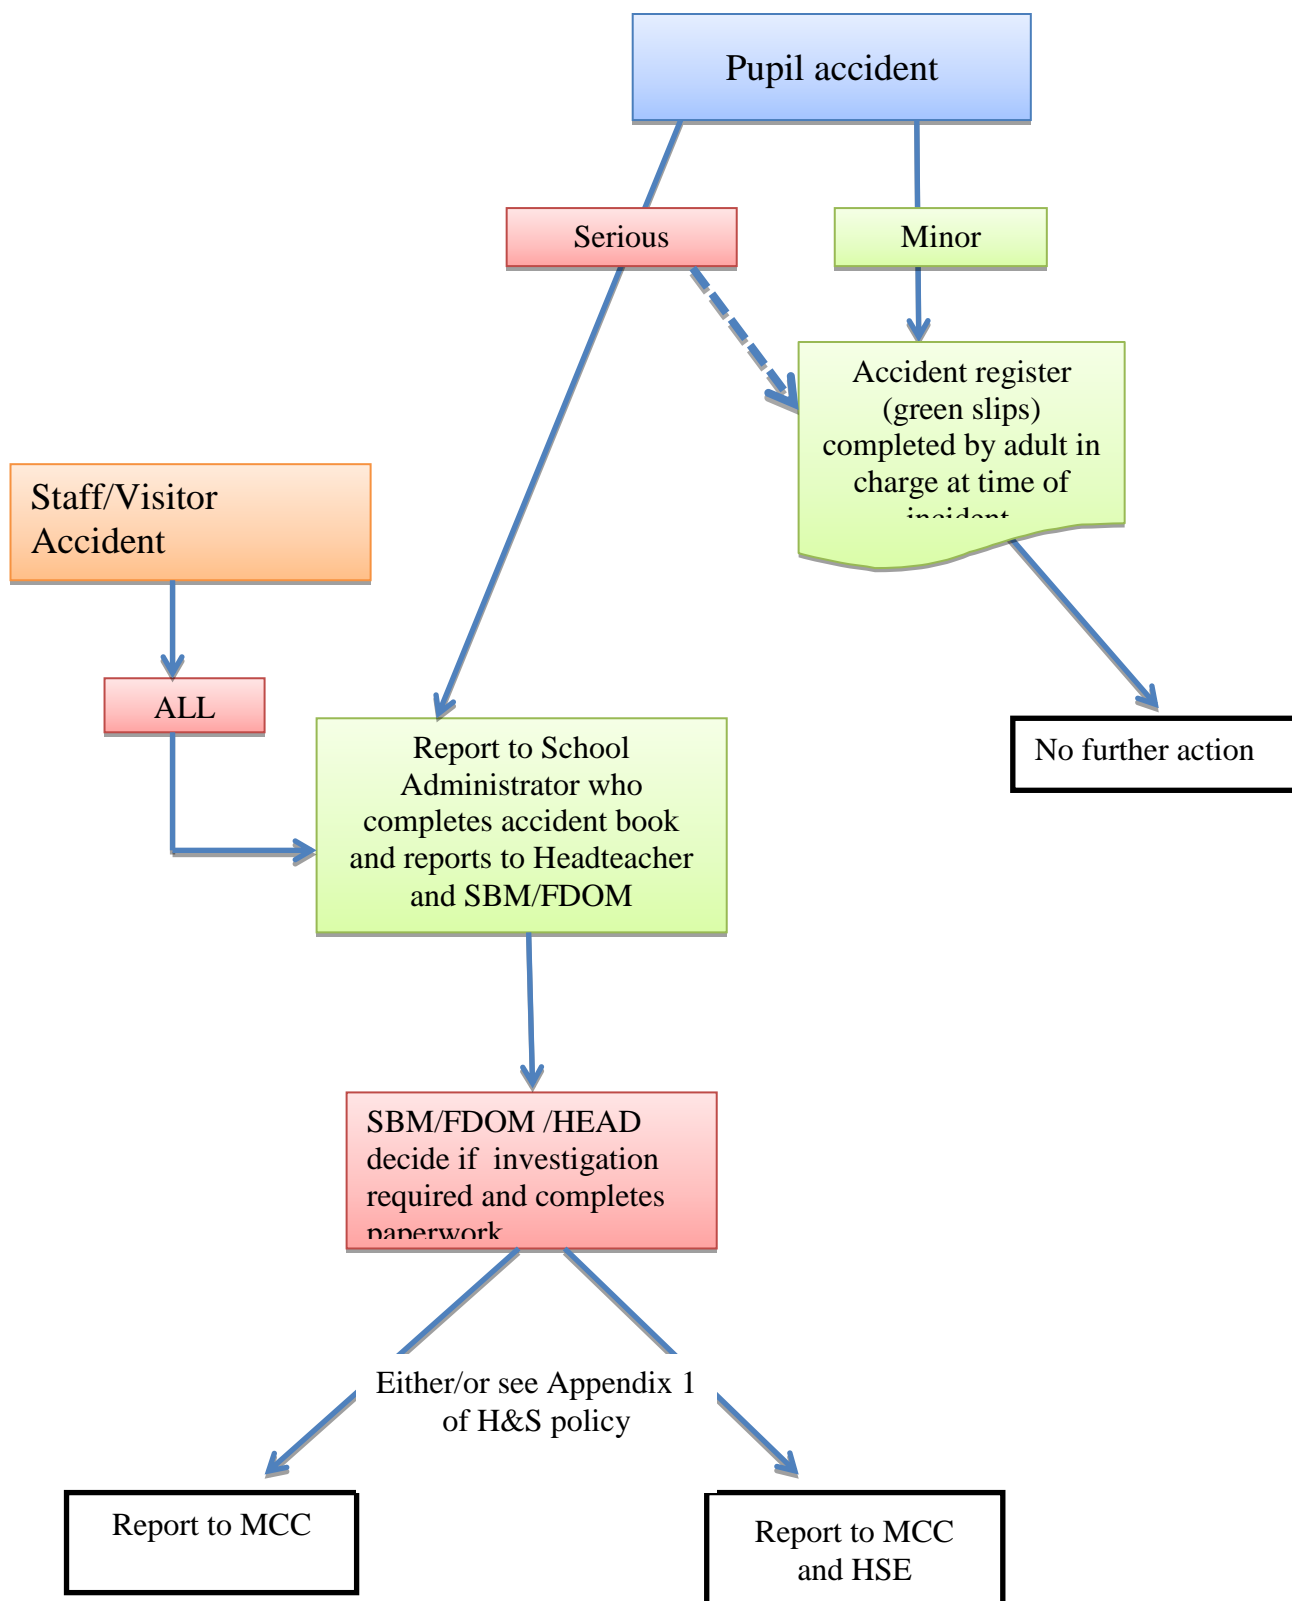 Pupil accident
Serious
Minor
Accident register
(green slips)
completed by adult in
charge at time of
incident
Staff/Visitor
Accident
ALL
Report to School
Administrator who
completes accident book
and reports to Headteacher
and SBM/FDOM
No further action
SBM/FDOM /HEAD
decide if  investigation
required and completes
paperwork
Either/or see Appendix 1
of H&S policy
Report to MCC
Report to MCC
and HSE